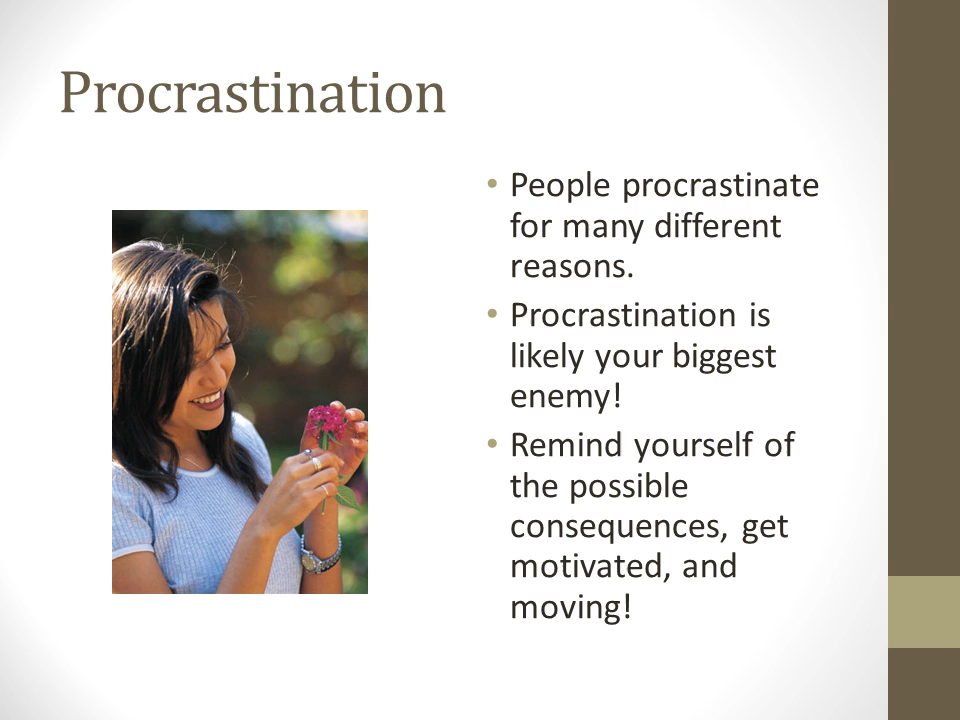 Procrastination
• People procrastinate
for many different
reasons.
• Procrastination is
likely your biggest
enemy!
• Remind yourself of
the possible
consequences, get
motivated, and
moving!